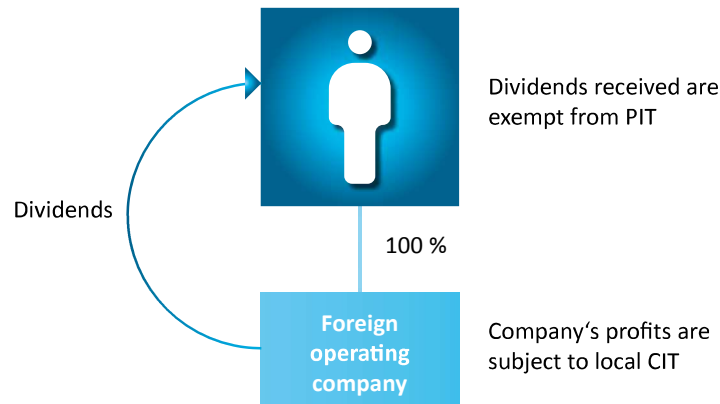 Dividends received are
exempt from PIT
Dividends
100 %
Foreign
operating
company
Company‘s profits are
subject to local CIT